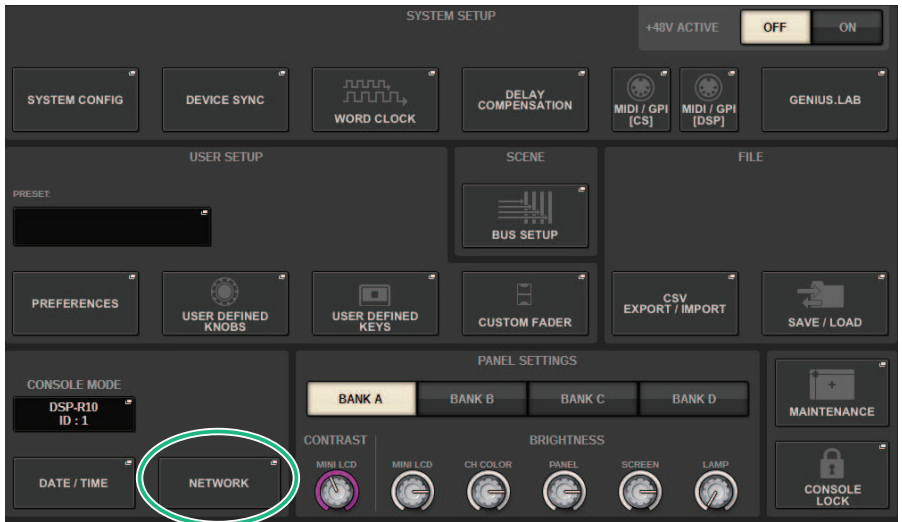 SYSTEM SETUP
+48V ACTIVE
OFF
ON
SYSTEM CONFIG
DEVICE SYNC
WORD CLOCK
DELAY
COMPENSATION
MIDI / GPI
[CS]
MIDI / GPI
[DSP]
GENIUS.LAB
USER SETUP
SCENE
FILE
PRESET:
BUS SETUP
PREFERENCES
USER DEFINED
KNOBS
USER DEFINED
KEYS
CUSTOM FADER
CSV
EXPORT / IMPORT
SAVE / LOAD
CONSOLE MODE
DSP-R10
ID : 1
PANEL SETTINGS
BANK A
BANK B
BANK C
BANK D
MAINTENANCE
DATE / TIME
NETWORK
CONTRAST
BRIGHTNESS
MINI LCD
MINI LCD
CH COLOR
PANEL
SCREEN
LAMP
CONSOLE
LOCK